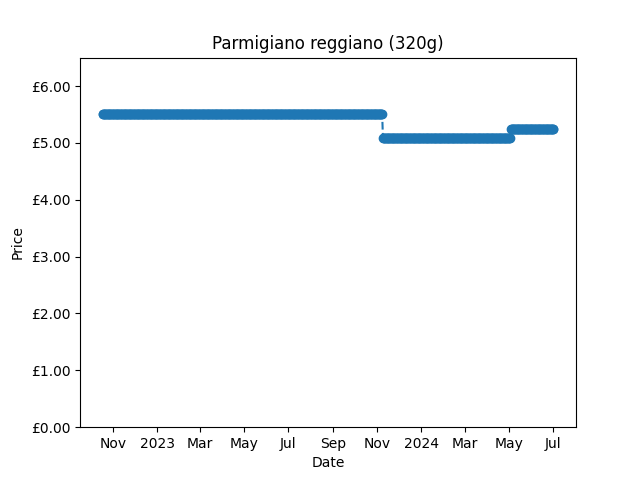 Parmigiano reggiano (320g)
£6.00
£5.00
£4.00
£3.00
£2.00
£1.00
£0.00
Price
Nov 2023 Mar May Jul Sep Nov 2024 Mar May Jul
Date